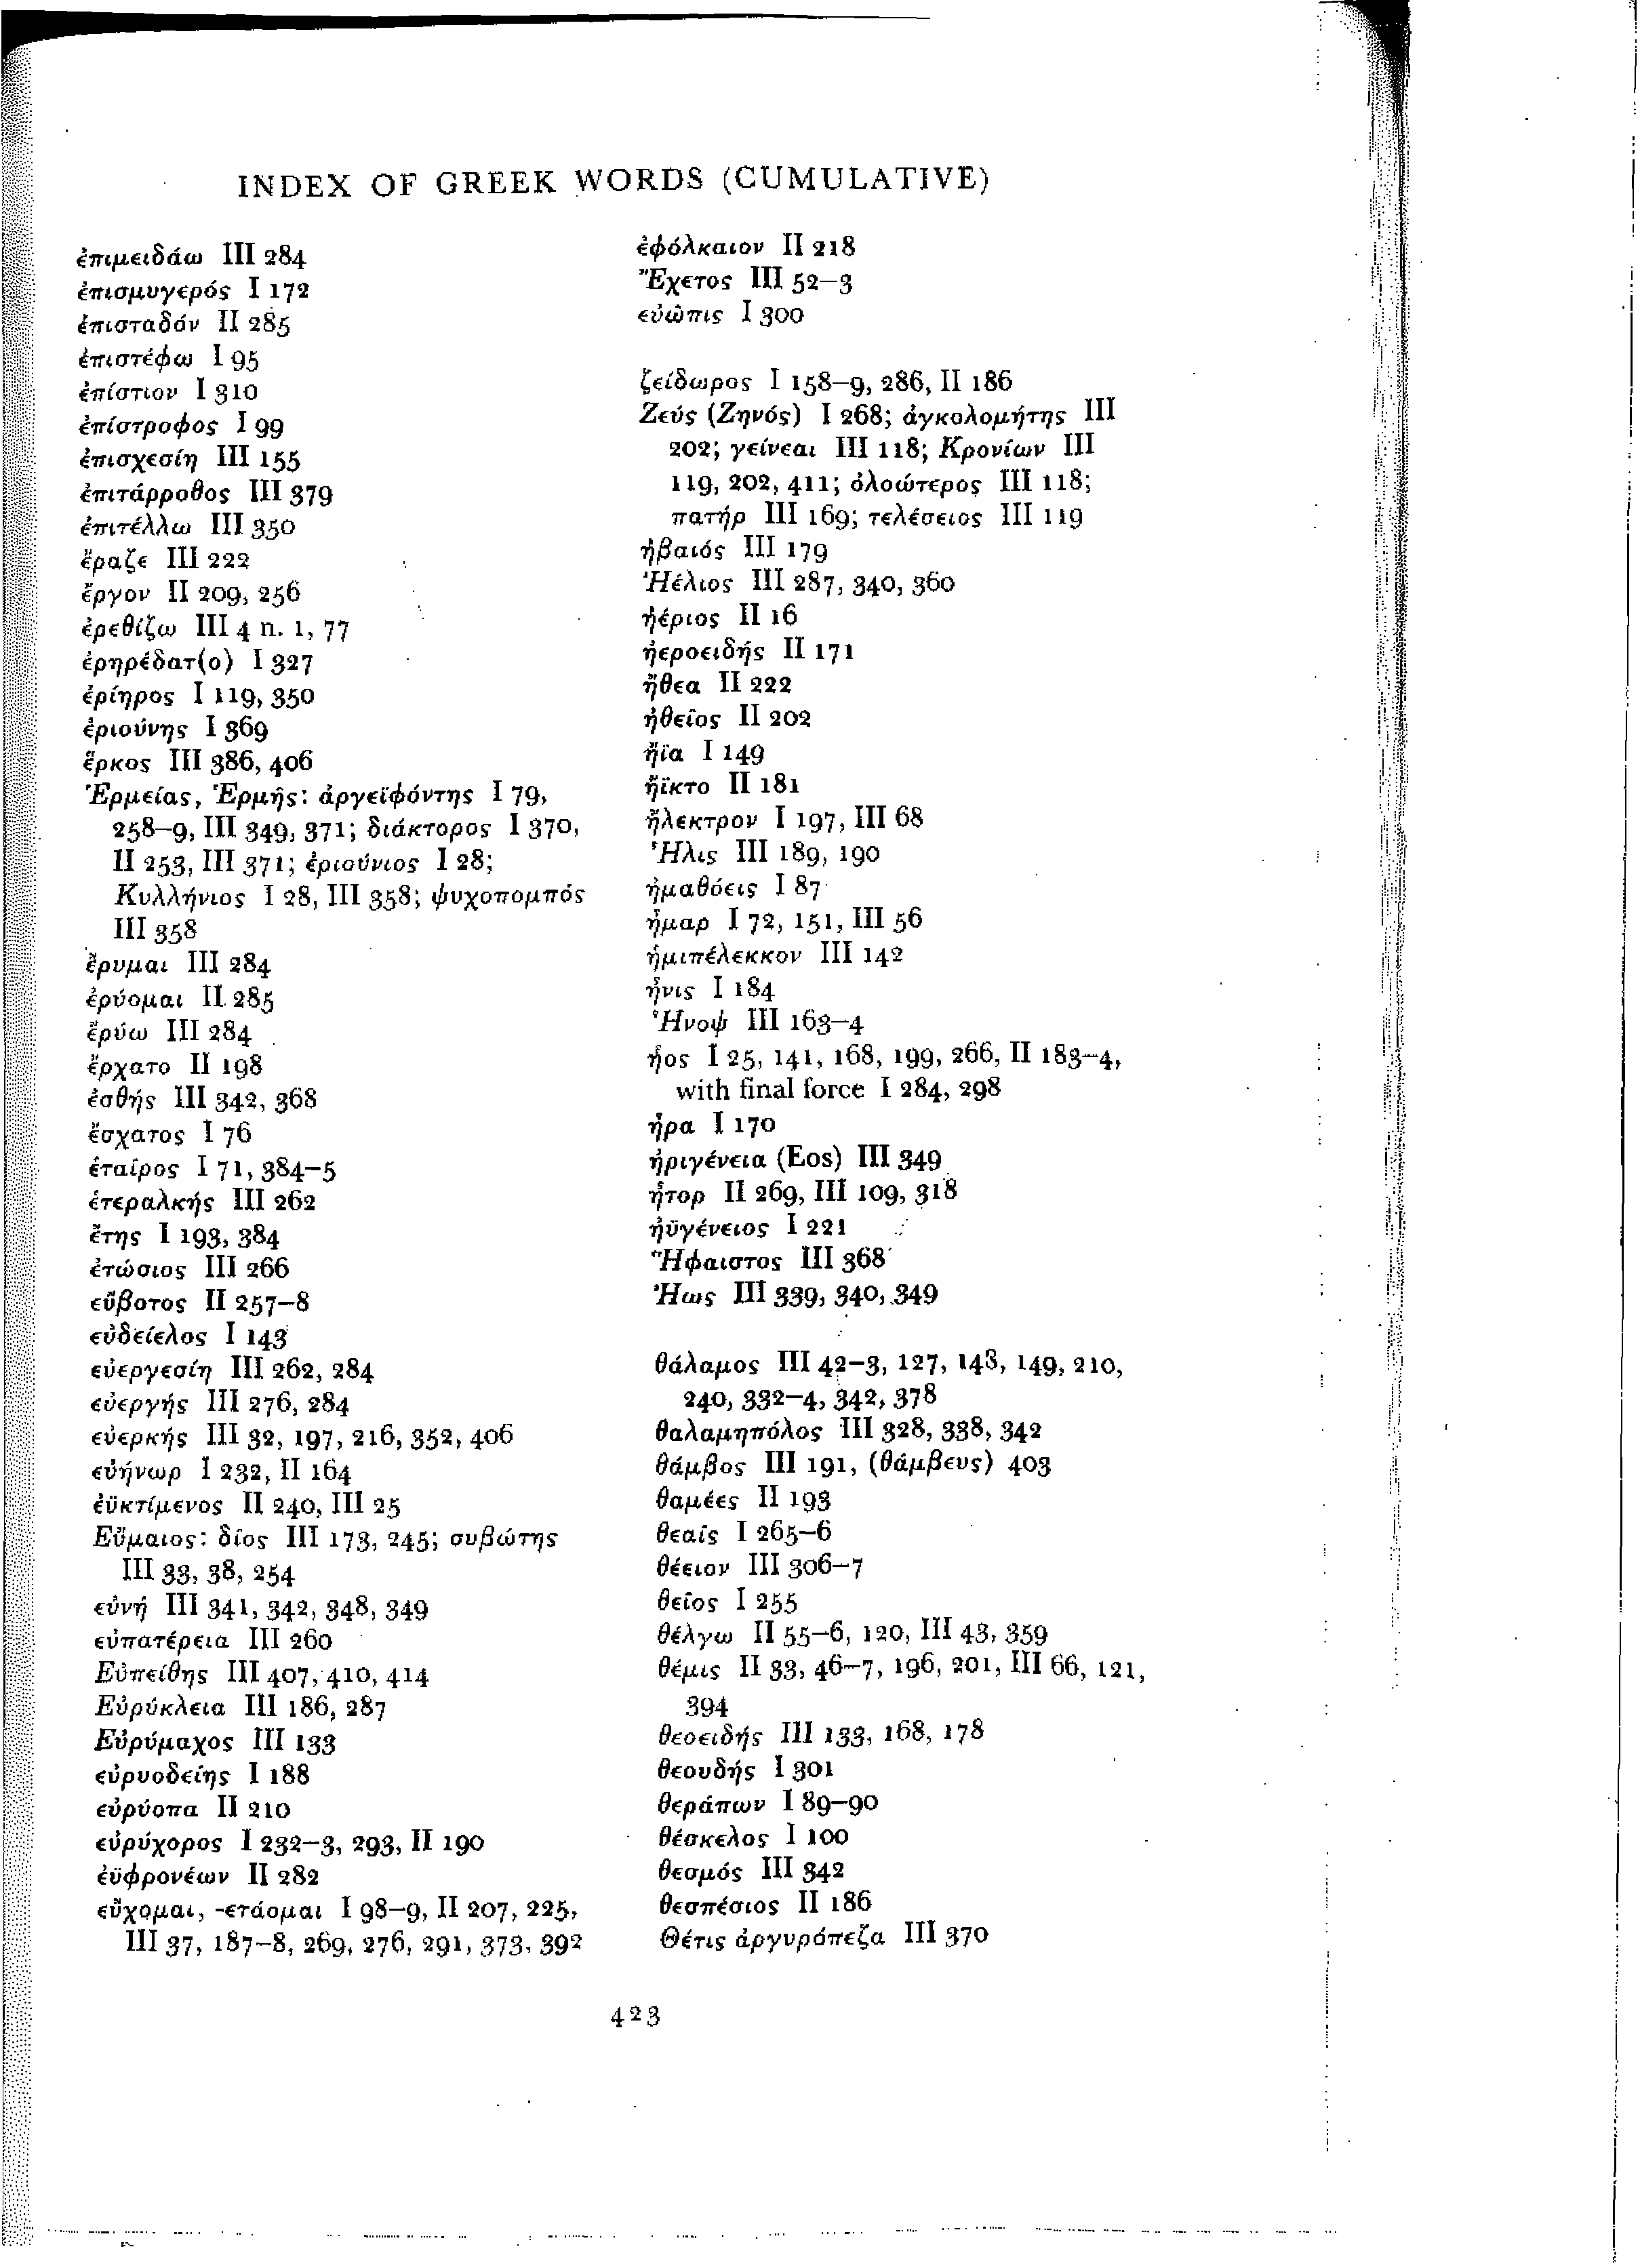 INDEX OF GREEK WORDS (CUMULATIVE)
ἐπιμειδάω III 284
ἐπισμυγερός I 172
ἐπισταδόν II 285
ἐπιστέφω I 95
ἐπίστιον I 310
ἐπίστροφος I 99
ἐπισχεσίη III 155
ἐπιτάρροθος III 379
ἐπιτέλλω III 350
ἔραζε III 222
ἔργον II 209, 256
ἐρεθίζω III 4 n. 1, 77
ἐρηρέδατ(ο) I 327
ἐρίηρος I 119, 350
ἐριούνης I 369
ἕρκος III 386, 406
Ἑρμείας, Ἑρμῆς: ἀργεϊφόντης I 79,
258–9, III 349, 371; διάκτορος I 370,
II 253, III 371; ἐριούνιος I 28;
Κυλλήνιος I 28, III 358; ψυχοπομπός
III 358
ἔρυμαι III 284
ἐρύομαι II 285
ἐρύω III 284
ἔρχατο II 198
ἐσθής III 342, 368
ἔσχατος I 76
ἑταῖρος I 71, 384–5
ἑτεραλκής III 262
ἔτης I 193, 384
ἐτώσιος III 266
εὔβοτος II 257–8
εὐδείελος I 143
εὐεργεσίη III 262, 284
εὐεργής III 276, 284
εὐερκής III 32, 197, 216, 352, 406
εὐήνωρ I 232, II 164
ἐϋκτίμενος II 240, III 25
Εὔμαιος: δῖος III 173, 245; συβώτης
III 33, 38, 254
εὐνή III 341, 342, 348, 349
εὐπατέρεια III 260
Εὐπείθης III 407, 410, 414
Εὐρύκλεια III 186, 287
Εὐρύμαχος III 133
εὐρυοδείης I 188
εὐρύοπα II 210
εὐρύχορος I 232–3, 293, II 190
ἐϋφρονέων II 282
εὔχομαι, -ετάομαι I 98–9, II 207, 225,
III 37, 187–8, 269, 276, 291, 373, 392
ἐφόλκαιον II 218
Ἔχετος III 52–3
εὐῶπις I 300
ζείδωρος I 158–9, 286, II 186
Ζεύς (Ζηνός) I 268; ἀγκολομήτης III
202; γείνεαι III 118; Κρονίων III
119, 202, 411; ὀλοώτερος III 118;
πατήρ III 169; τελέσειος III 119
ἠβαιός III 179
Ἠέλιος III 287, 340, 360
ἠέριος II 16
ἠεροειδής II 171
ἤθεα II 222
ἠθεῖος II 202
ἤϊα I 149
ἤϊκτο II 181
ἤλεκτρον I 197, III 68
Ἦλις III 189, 190
ἠμαθόεις I 87
ἦμαρ I 72, 151, III 56
ἡμιπέλεκκον III 142
ἦνις I 184
Ἦνοψ III 163–4
ἧος I 25, 141, 168, 199, 266, II 183–4,
with final force I 284, 298
ἦρα I 170
ἠριγένεια (Eos) III 349
ἦτορ II 269, III 109, 318
ἠϋγένειος I 221
Ἥφαιστος III 368
Ἠώς III 339, 340, 349
θάλαμος III 42–3, 127, 143, 149, 210,
240, 332–4, 342, 378
θαλαμηπόλος III 328, 338, 342
θάμβος III 191, (θάμβευς) 403
θαμέες II 193
θεαῖς I 265–6
θέειον III 306–7
θεῖος I 255
θέλγω II 55–6, 120, III 43, 359
θέμις II 33, 46–7, 196, 201, III 66, 121,
394
θεοειδής III 133, 168, 178
θεουδής I 301
θεράπων I 89–90
θέσκελος I 100
θεσμός III 342
θεσπέσιος II 186
Θέτις ἀργυρόπεζα III 370
423